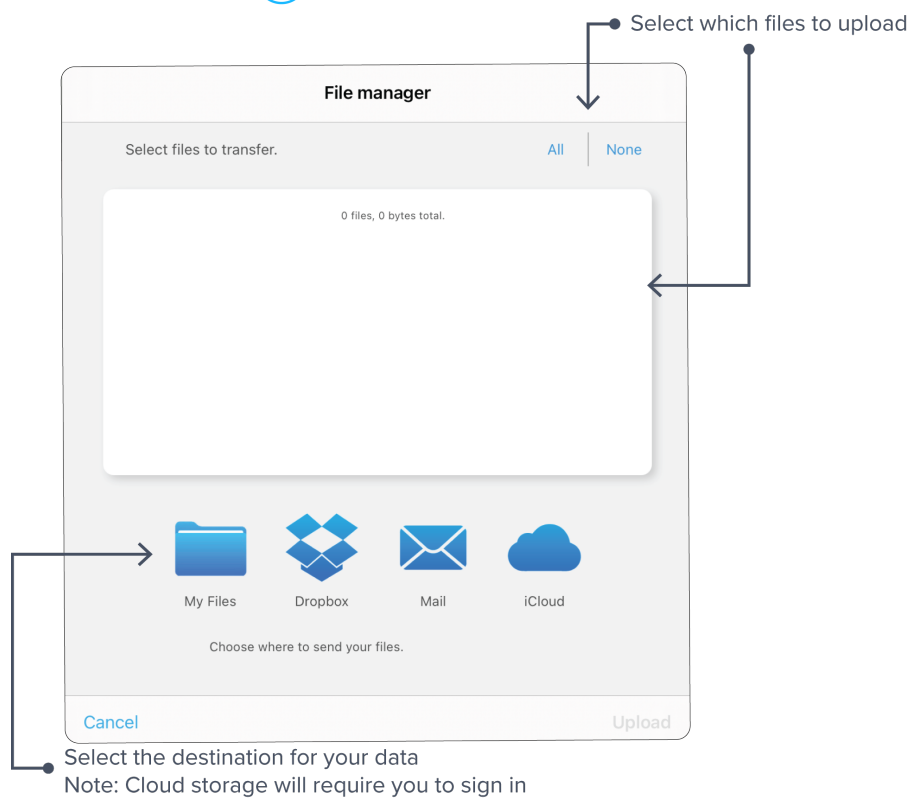 Select which files to upload
File manager
Select files to transfer.
All
None
0 files, 0 bytes total.
My Files
Dropbox
Mail
iCloud
Choose where to send your files.
Cancel
Upload
Select the destination for your data
Note: Cloud storage will require you to sign in